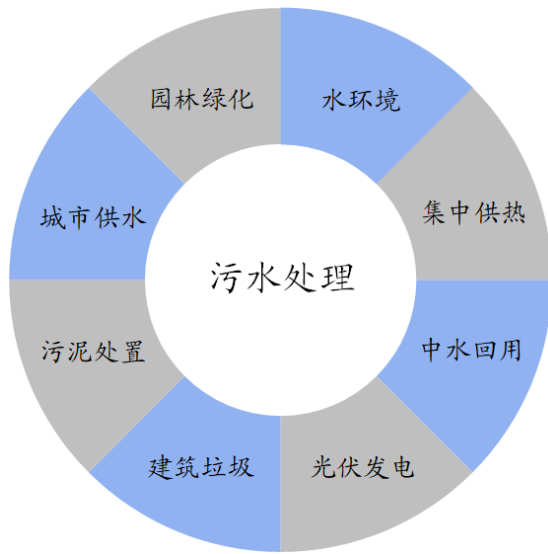 园林绿化
水环境
城市供水
集中供热
污水处理
污泥处置
中水回用
建筑垃圾
光伏发电